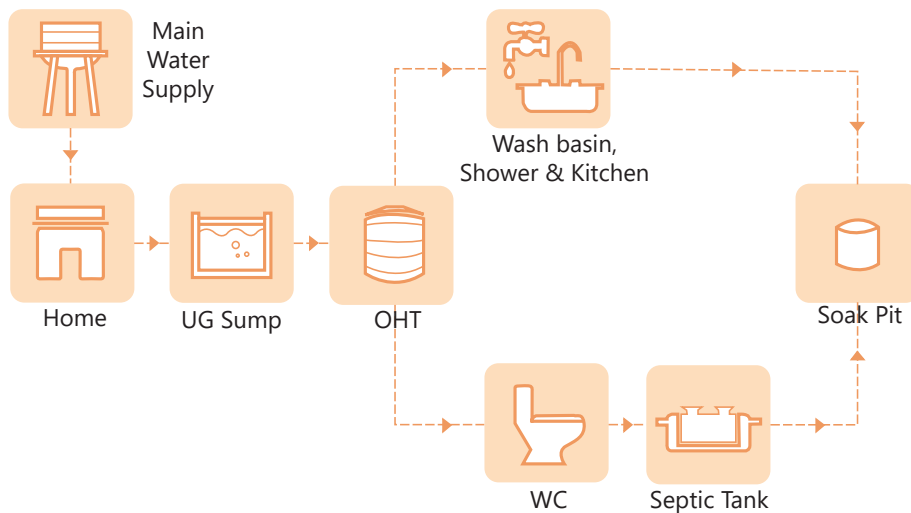 Main
Water
Supply
Wash basin,
Shower & Kitchen
Home
UG Sump
OHT
Soak Pit
WC
Septic Tank